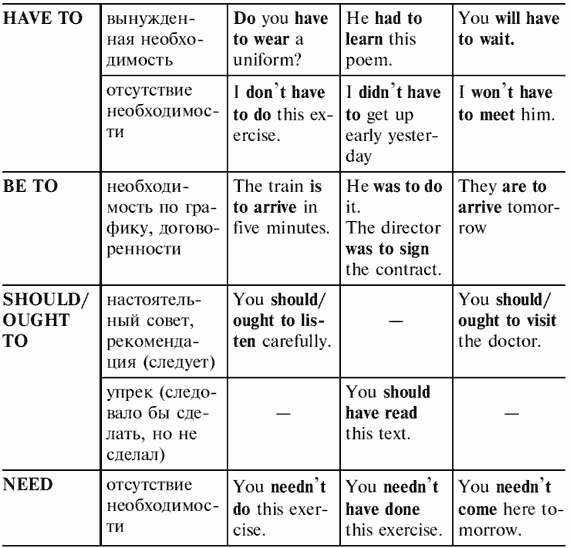 HAVE TO
вынужден-
ная необхо-
димость
Do you have
to wear a
uniform?
He had to
learn this
poem.
You will have
to wait.
отсутствие
необходимос-
ти
I don't have
to do this ex-
ercise.
I didn't have
to get up
early yester-
day
I won't have
to meet him.
BE TO
необходи-
мость по гра-
фику, догово-
ренности
The train is
to arrive in
five minutes.
He was to do
it.
The director
was to sign
the contract.
They are to
arrive tomor-
row
SHOULD/
OUGHT
TO
настоятель-
ный совет,
рекоменда-
ция (следует)
You should/
ought to lis-
ten carefully.
—
You should/
ought to visit
the doctor.
упрек (следо-
вало бы сде-
лать, но не
сделал)
—
You should
have read
this text.
—
NEED
отсутствие
необходимос-
ти
You needn't
do this exer-
cise.
You needn't
have done
this exercise.
You needn't
come here to-
morrow.